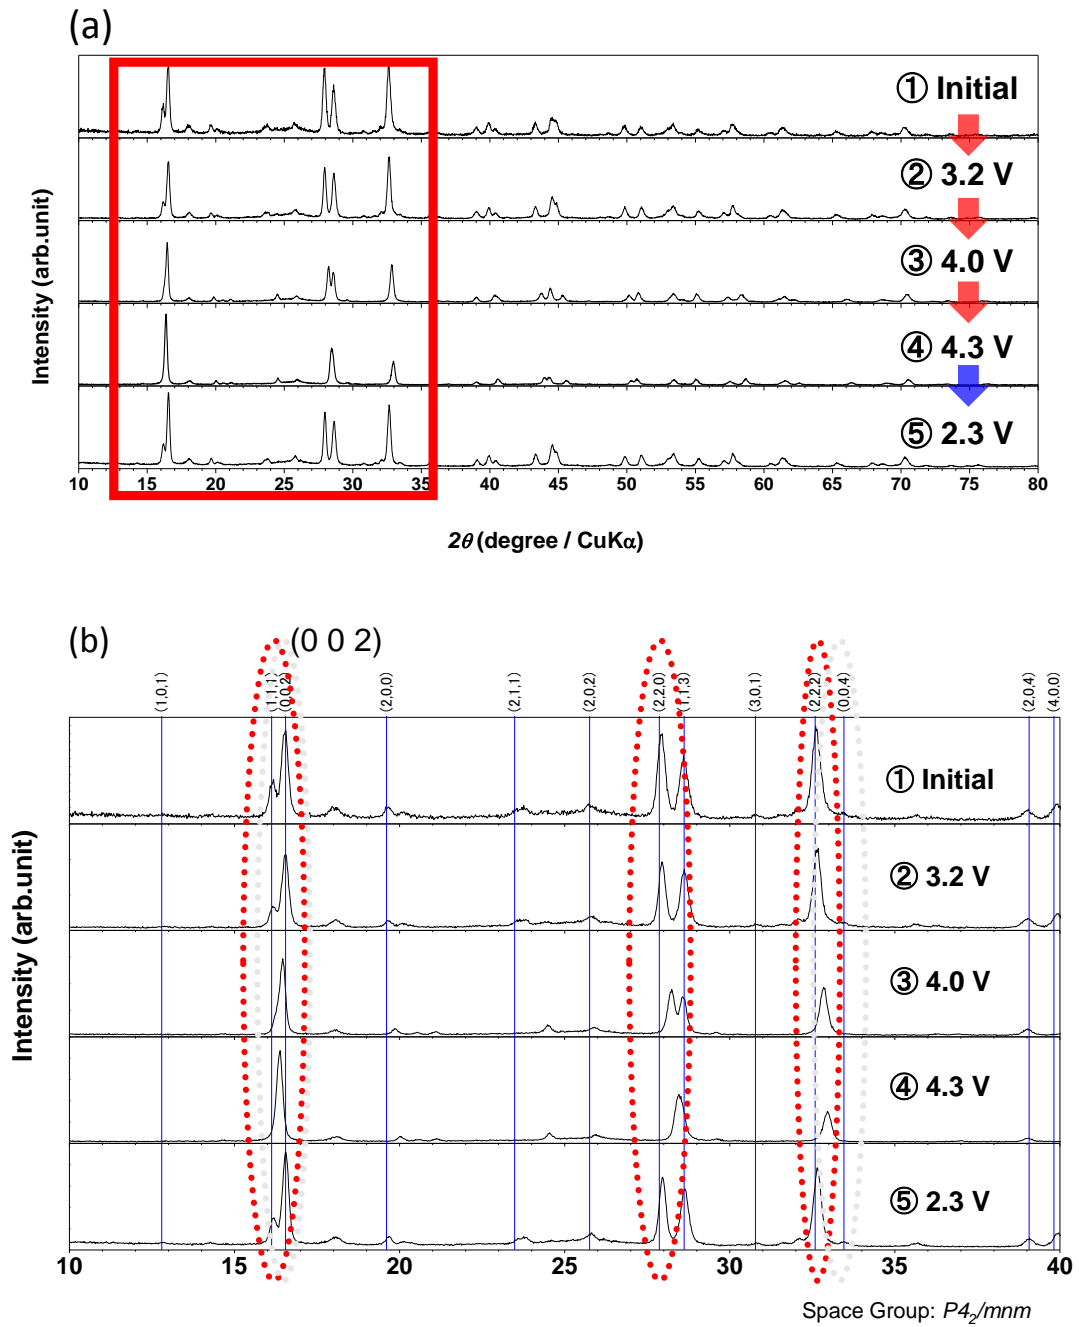 (a)
① Initial
② 3.2 V
③ 4.0 V
④ 4.3 V
⑤ 2.3 V
Intensity (arb.unit)
10 15 20 25 30 35 40 45 50 55 60 65 70 75 80
2θ (degree / CuKα)
(b) (0 0 2)
(1,0,1) (1,1,1) (0,0,2) (2,0,0) (2,1,1) (2,0,2) (2,2,0) (1,1,3) (3,0,1) (2,2,2) (0,0,4) (2,0,4) (4,0,0)
① Initial
② 3.2 V
③ 4.0 V
④ 4.3 V
⑤ 2.3 V
Intensity (arb.unit)
10 15 20 25 30 35 40
Space Group: P4₂/mnm